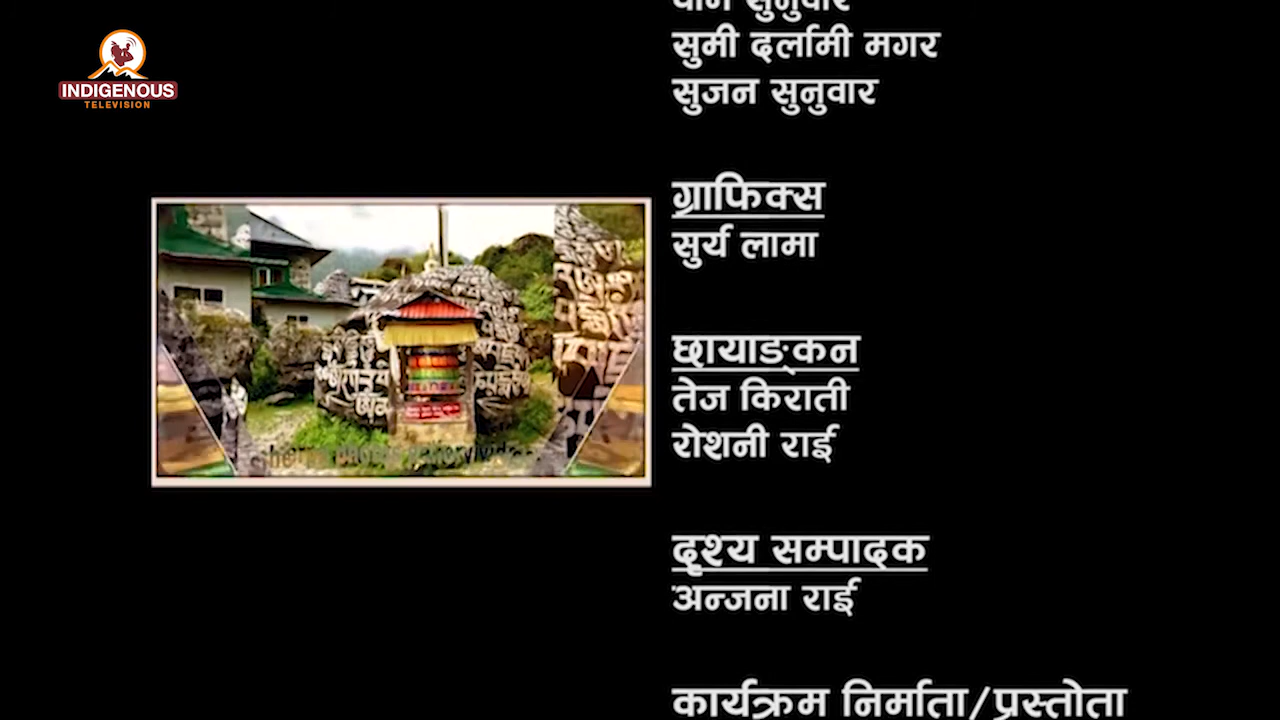 INDIGENOUS
TELEVISION
सुनुवार
सुमी दर्लामी मगर
सुजन सुनुवार
ग्राफिक्स
सुर्य लामा
छायाङ्कन
तेज किराती
रोशनी राई
दृश्य सम्पादक
अन्जना राई
कार्यक्रम निर्माता/प्रस्तोता